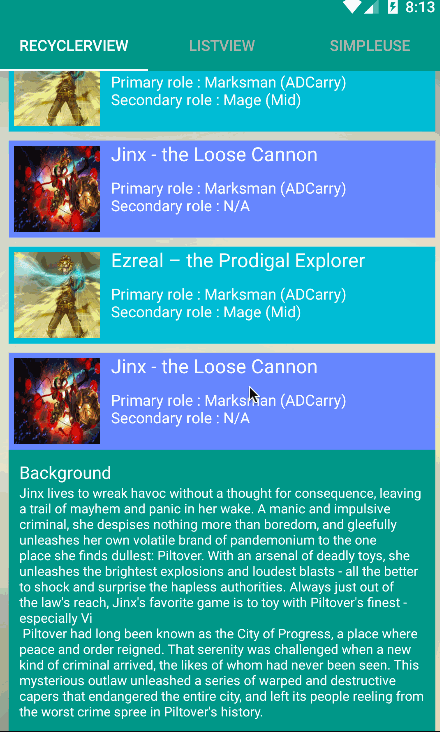 8:13
RECYCLERVIEW LISTVIEW SIMPLEUSE
Primary role : Marksman (ADCarry)
Secondary role : Mage (Mid)
Jinx - the Loose Cannon
Primary role : Marksman (ADCarry)
Secondary role : N/A
Ezreal – the Prodigal Explorer
Primary role : Marksman (ADCarry)
Secondary role : Mage (Mid)
Jinx - the Loose Cannon
Primary role : Marksman (ADCarry)
Secondary role : N/A
Background
Jinx lives to wreak havoc without a thought for consequence, leaving
a trail of mayhem and panic in her wake. A manic and impulsive
criminal, she despises nothing more than boredom, and gleefully
unleashes her own volatile brand of pandemonium to the one
place she finds dullest: Piltover. With an arsenal of deadly toys, she
unleashes the brightest explosions and loudest blasts - all the better
to shock and surprise the hapless authorities. Always just out of
the law's reach, Jinx's favorite game is to toy with Piltover's finest -
especially Vi
Piltover had long been known as the City of Progress, a place where
peace and order reigned. That serenity was challenged when a new
kind of criminal arrived, the likes of whom had never been seen. This
mysterious outlaw unleashed a series of warped and destructive
capers that endangered the entire city, and left its people reeling from
the worst crime spree in Piltover's history.